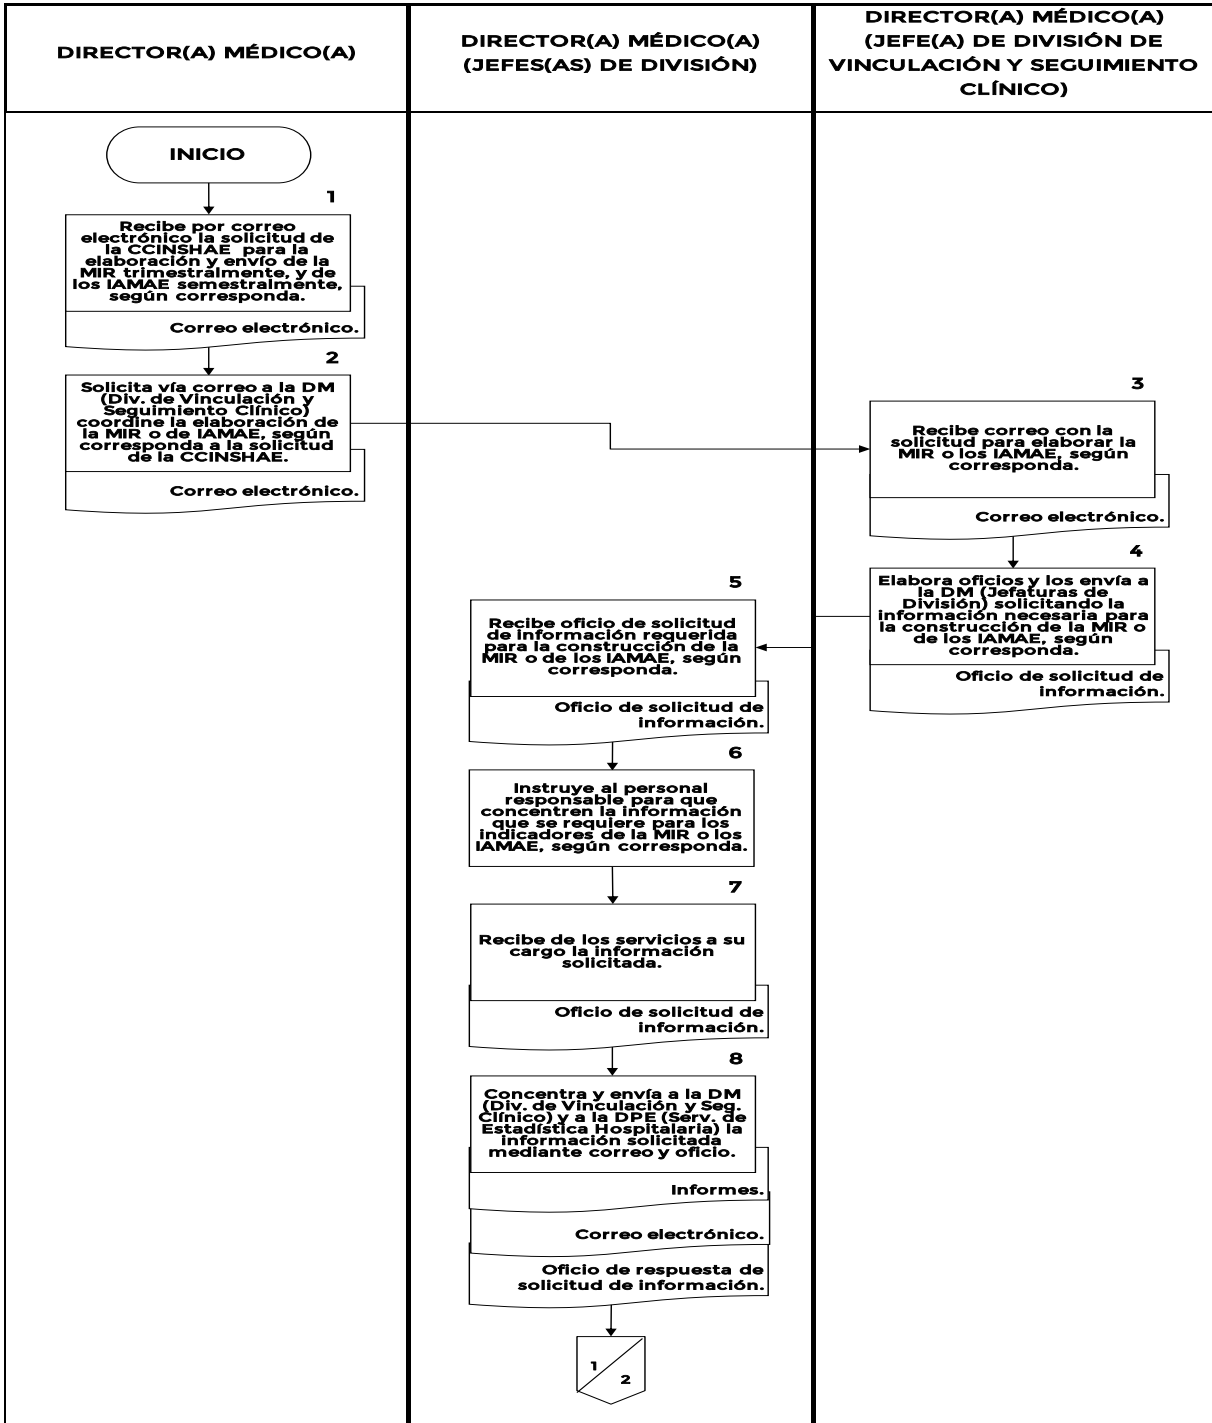 DIRECTOR(A) MÉDICO(A)
DIRECTOR(A) MÉDICO(A)
(JEFES(AS) DE DIVISIÓN)
DIRECTOR(A) MÉDICO(A)
(JEFE(A) DE DIVISIÓN DE
VINCULACIÓN Y SEGUIMIENTO
CLÍNICO)
INICIO
1
Recibe por correo
electrónico la solicitud de
la CCINSHAE para la
elaboración y envío de la
MIR trimestralmente, y de
los IAMAE semestralmente,
según corresponda.
Correo electrónico.
2
Solicita vía correo a la DM
(Div. de Vinculación y
Seguimiento Clínico)
coordine la elaboración de
la MIR o de IAMAE, según
corresponda a la solicitud
de la CCINSHAE.
Correo electrónico.
3
Recibe correo con la
solicitud para elaborar la
MIR o los IAMAE, según
corresponda.
Correo electrónico.
4
Elabora oficios y los envía a
la DM (Jefaturas de
División) solicitando la
información necesaria para
la construcción de la MIR o
de los IAMAE, según
corresponda.
Oficio de solicitud de
información.
5
Recibe oficio de solicitud
de información requerida
para la construcción de la
MIR o de los IAMAE, según
corresponda.
Oficio de solicitud de
información.
6
Instruye al personal
responsable para que
concentren la información
que se requiere para los
indicadores de la MIR o los
IAMAE, según corresponda.
7
Recibe de los servicios a su
cargo la información
solicitada.
Oficio de solicitud de
información.
8
Concentra y envía a la DM
(Div. de Vinculación y Seg.
Clínico) y a la DPE (Serv. de
Estadística Hospitalaria) la
información solicitada
mediante correo y oficio.
Informes.
Correo electrónico.
Oficio de respuesta de
solicitud de información.
1
2